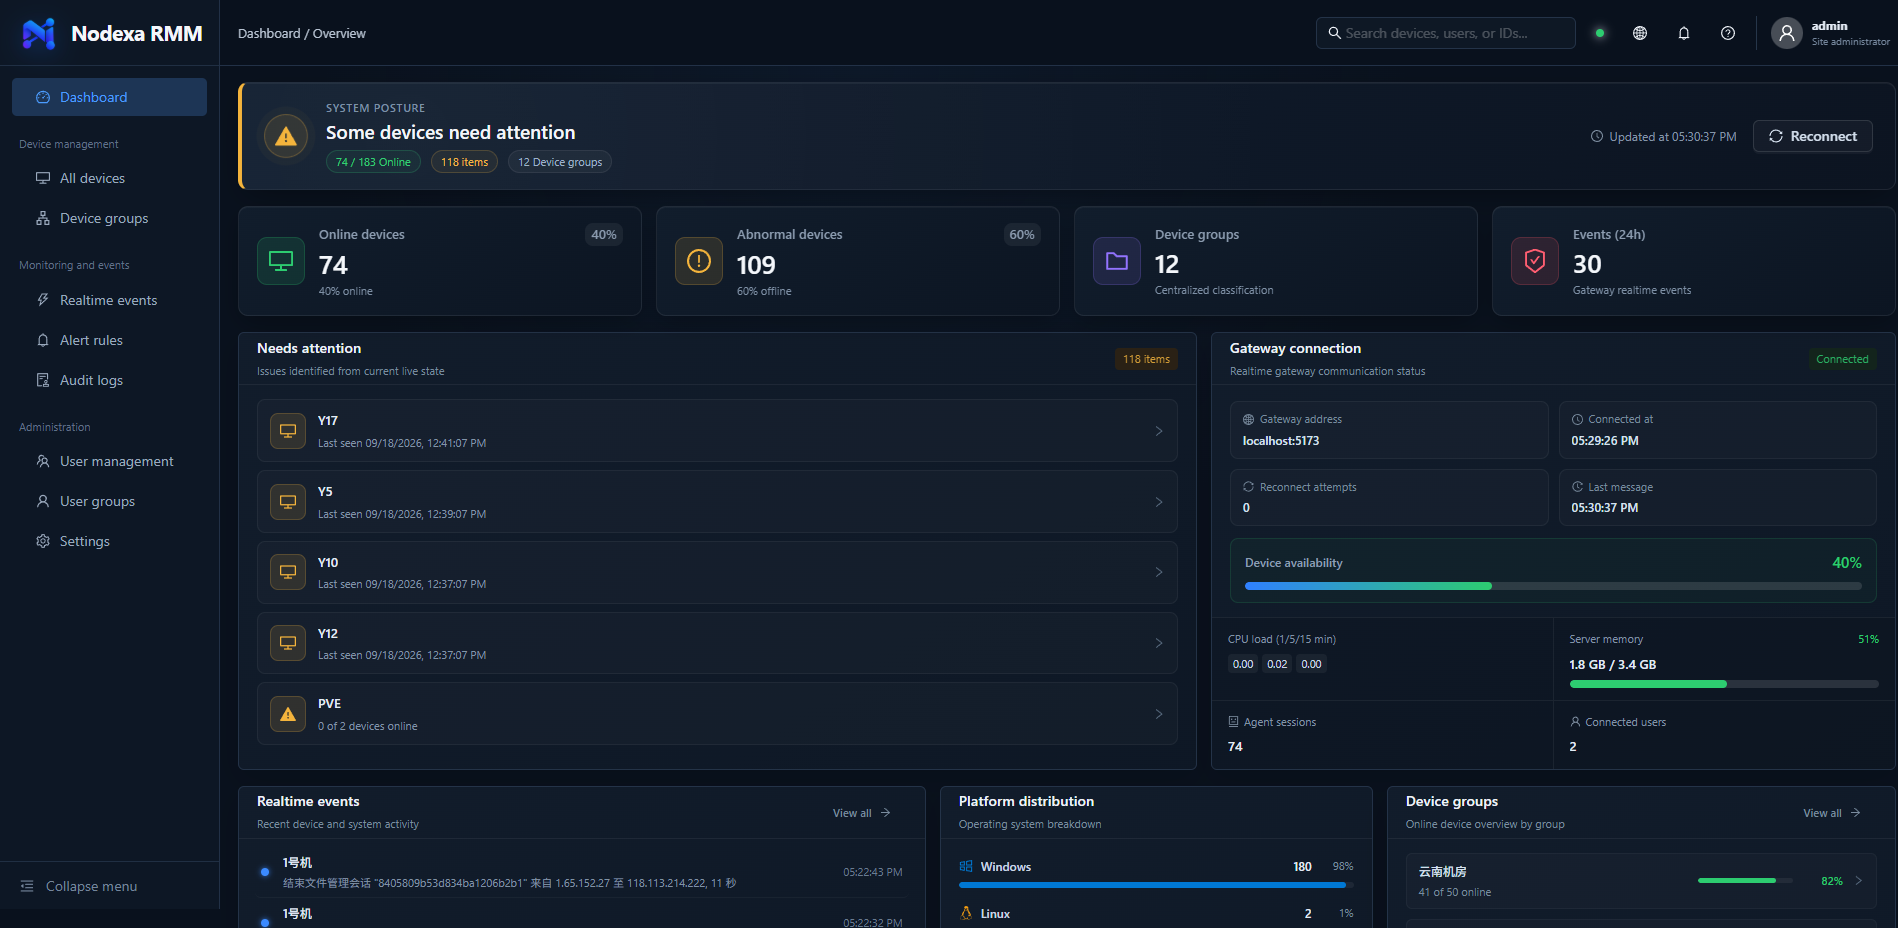 Nodexa RMM
Dashboard / Overview
Search devices, users, or IDs...
admin
Site administrator
Dashboard
Device management
All devices
Device groups
Monitoring and events
Realtime events
Alert rules
Audit logs
Administration
User management
User groups
Settings
Collapse menu
SYSTEM POSTURE
Some devices need attention
74 / 183 Online
118 items
12 Device groups
Updated at 05:30:37 PM
Reconnect
Online devices
40%
74
40% online
Abnormal devices
60%
109
60% offline
Device groups
12
Centralized classification
Events (24h)
30
Gateway realtime events
Needs attention
Issues identified from current live state
118 items
Y17
Last seen 09/18/2026, 12:41:07 PM
Y5
Last seen 09/18/2026, 12:39:07 PM
Y10
Last seen 09/18/2026, 12:37:07 PM
Y12
Last seen 09/18/2026, 12:37:07 PM
PVE
0 of 2 devices online
Gateway connection
Realtime gateway communication status
Connected
Gateway address
localhost:5173
Connected at
05:29:26 PM
Reconnect attempts
0
Last message
05:30:37 PM
Device availability
40%
CPU load (1/5/15 min)
0.00 0.02 0.00
Server memory
51%
1.8 GB / 3.4 GB
Agent sessions
74
Connected users
2
Realtime events
Recent device and system activity
View all
1号机
结束文件管理会话 "8405809b53d834ba1206b2b1" 来自 1.65.152.27 至 118.113.214.222, 11 秒
05:22:43 PM
1号机
05:22:32 PM
Platform distribution
Operating system breakdown
Windows
180
98%
Linux
2
1%
Device groups
Online device overview by group
View all
云南机房
41 of 50 online
82%